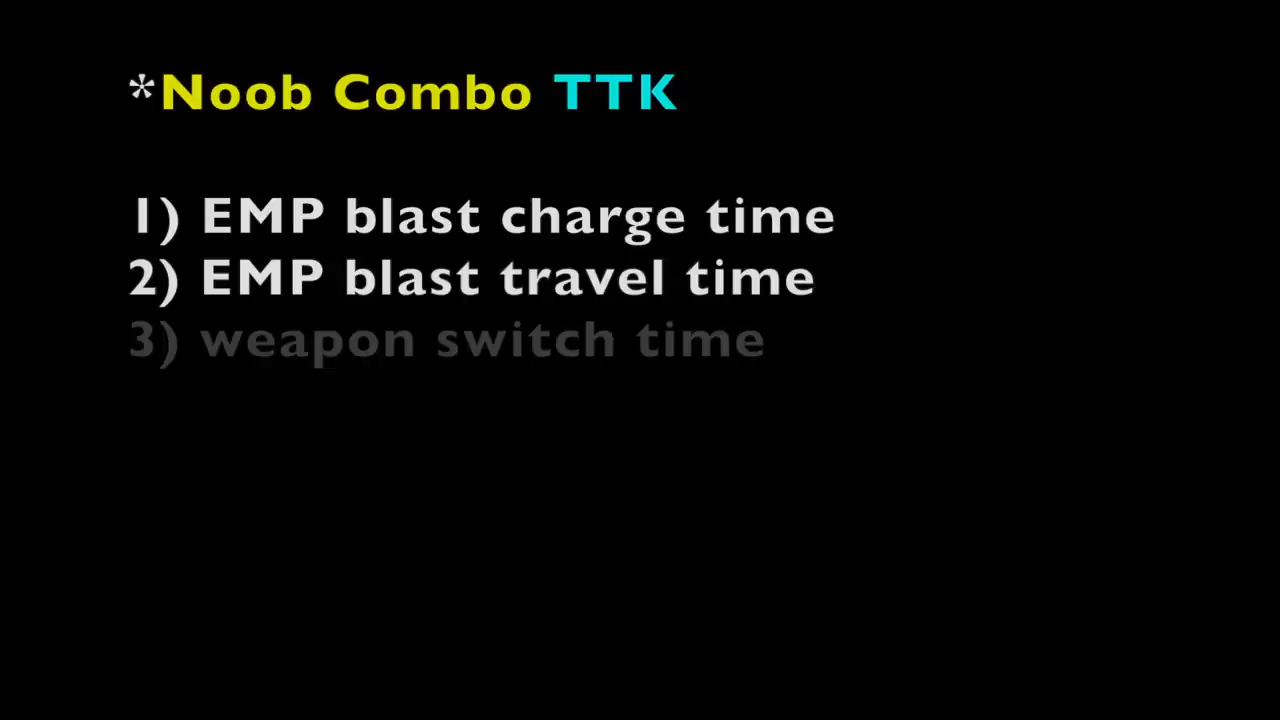 *Noob Combo TTK
1) EMP blast charge time
2) EMP blast travel time
3) weapon switch time